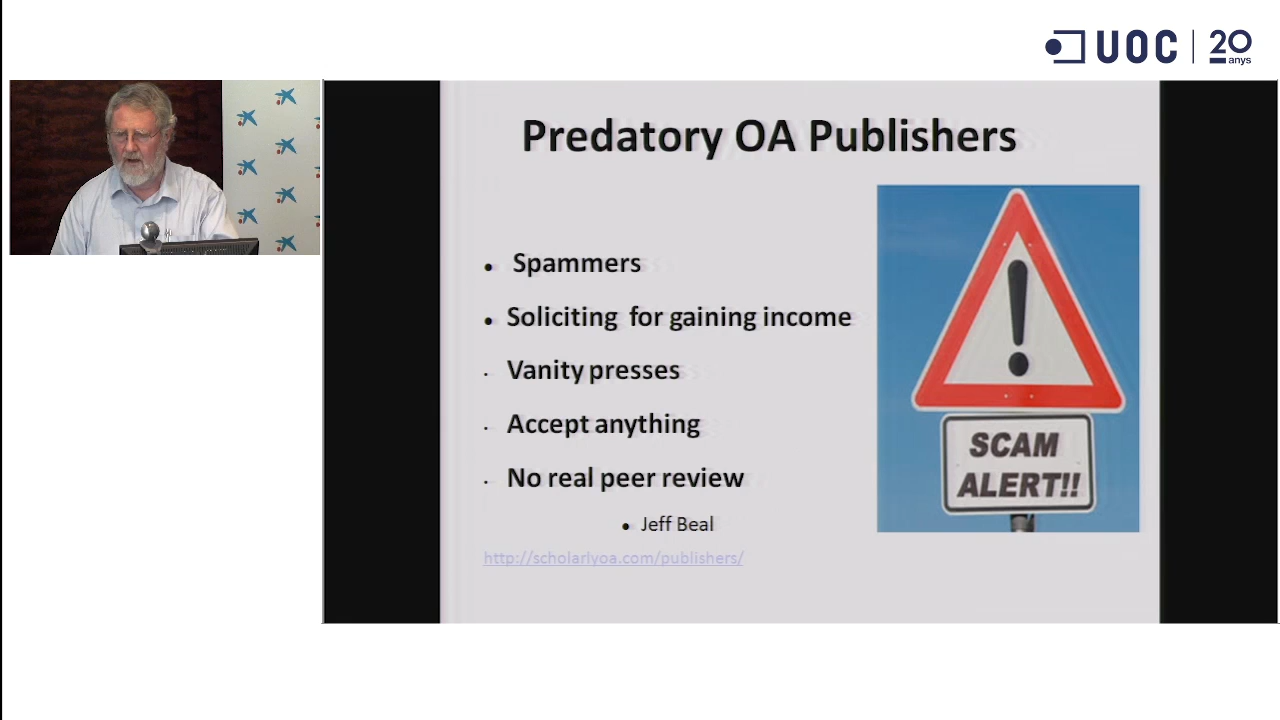 UOC
20
anys
Predatory OA Publishers
Spammers
Soliciting for gaining income
Vanity presses
Accept anything
No real peer review
Jeff Beal
http://scholarlyoa.com/publishers/
SCAM
ALERT!!